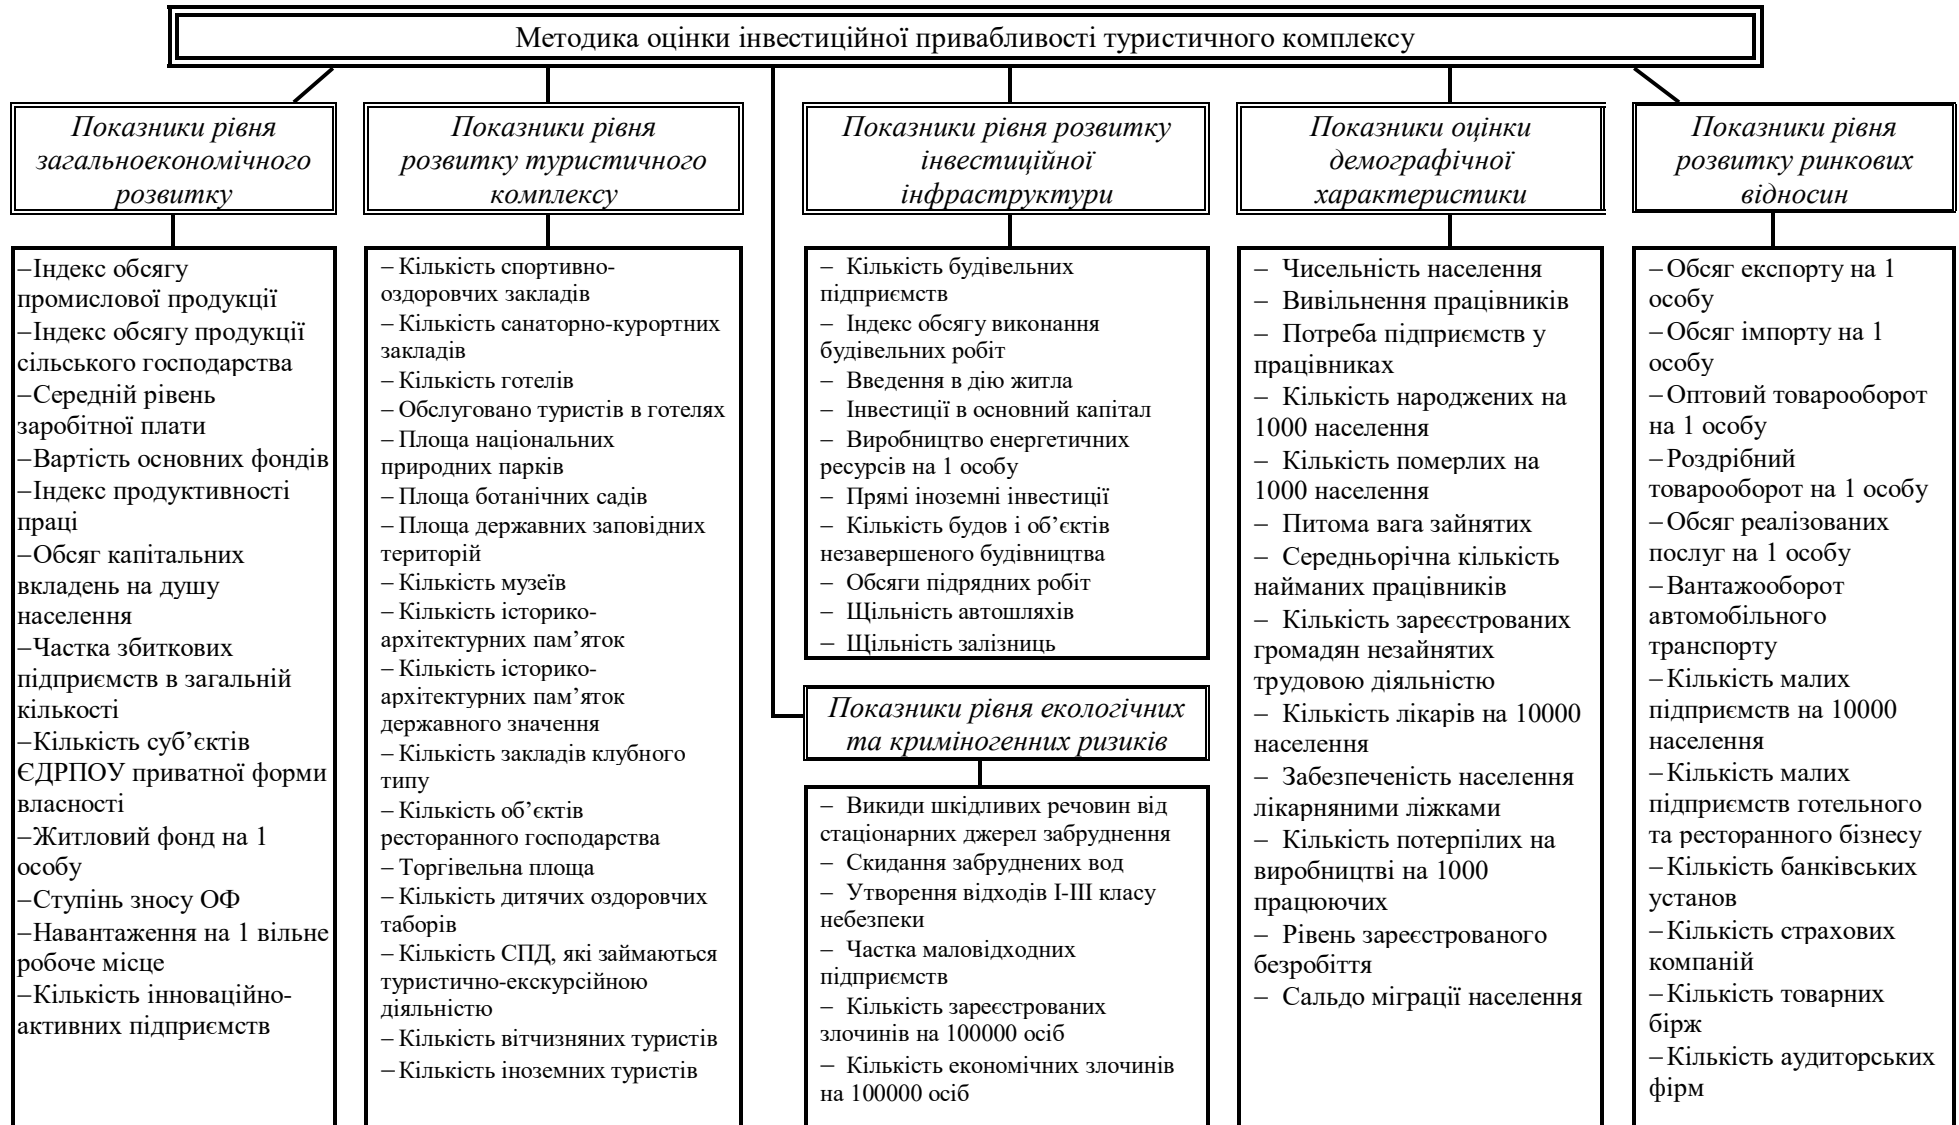 Методика оцінки інвестиційної привабливості туристичного комплексу
Показники рівня
загальноекономічного
розвитку
–Індекс обсягу
промислової продукції
–Індекс обсягу продукції
сільського господарства
–Середній рівень
заробітної плати
–Вартість основних фондів
–Індекс продуктивності
праці
–Обсяг капітальних
вкладень на душу
населення
–Частка збиткових
підприємств в загальній
кількості
–Кількість суб’єктів
ЄДРПОУ приватної форми
власності
–Житловий фонд на 1
особу
–Ступінь зносу ОФ
–Навантаження на 1 вільне
робоче місце
–Кількість інноваційно-
активних підприємств
Показники рівня
розвитку туристичного
комплексу
– Кількість спортивно-
оздоровчих закладів
– Кількість санаторно-курортних
закладів
– Кількість готелів
– Обслуговано туристів в готелях
– Площа національних
природних парків
– Площа ботанічних садів
– Площа державних заповідних
територій
– Кількість музеїв
– Кількість історико-
архітектурних пам’яток
– Кількість історико-
архітектурних пам’яток
державного значення
– Кількість закладів клубного
типу
– Кількість об’єктів
ресторанного господарства
– Торгівельна площа
– Кількість дитячих оздоровчих
таборів
– Кількість СПД, які займаються
туристично-екскурсійною
діяльністю
– Кількість вітчизняних туристів
– Кількість іноземних туристів
Показники рівня розвитку
інвестиційної
інфраструктури
– Кількість будівельних
підприємств
– Індекс обсягу виконання
будівельних робіт
– Введення в дію житла
– Інвестиції в основний капітал
– Виробництво енергетичних
ресурсів на 1 особу
– Прямі іноземні інвестиції
– Кількість будов і об’єктів
незавершеного будівництва
– Обсяги підрядних робіт
– Щільність автошляхів
– Щільність залізниць
Показники рівня екологічних
та криміногенних ризиків
– Викиди шкідливих речовин від
стаціонарних джерел забруднення
– Скидання забруднених вод
– Утворення відходів І-ІІІ класу
небезпеки
– Частка маловідходних
підприємств
– Кількість зареєстрованих
злочинів на 100000 осіб
– Кількість економічних злочинів
на 100000 осіб
Показники оцінки
демографічної
характеристики
– Чисельність населення
– Вивільнення працівників
– Потреба підприємств у
працівниках
– Кількість народжених на
1000 населення
– Кількість померлих на
1000 населення
– Питома вага зайнятих
– Середньорічна кількість
найманих працівників
– Кількість зареєстрованих
громадян незайнятих
трудовою діяльністю
– Кількість лікарів на 10000
населення
– Забезпеченість населення
лікарняними ліжками
– Кількість потерпілих на
виробництві на 1000
працюючих
– Рівень зареєстрованого
безробіття
– Сальдо міграції населення
Показники рівня
розвитку ринкових
відносин
– Обсяг експорту на 1
особу
– Обсяг імпорту на 1
особу
– Оптовий товарооборот
на 1 особу
– Роздрібний
товарооборот на 1 особу
– Обсяг реалізованих
послуг на 1 особу
– Вантажооборот
автомобільного
транспорту
– Кількість малих
підприємств на 10000
населення
– Кількість малих
підприємств готельного
та ресторанного бізнесу
– Кількість банківських
установ
– Кількість страхових
компаній
– Кількість товарних
бірж
– Кількість аудиторських
фірм